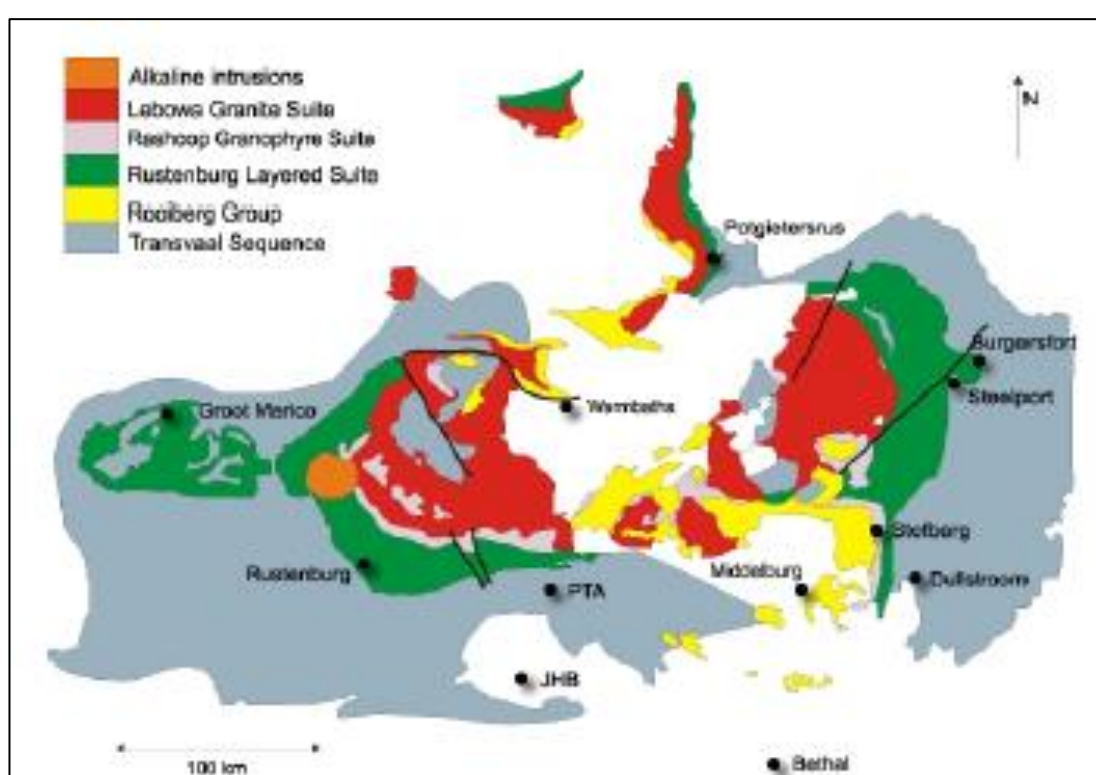 Alkaline intrusions
Lebowa Granite Suite
Rashoop Granophyre Suite
Rustenburg Layered Suite
Rooiberg Group
Transvaal Sequence
N
Potgietersrus
Burgersfort
Steelport
Groot Marico
Warmbaths
Stofberg
Rustenburg
Middelburg
Dullstroom
PTA
JHB
100 km
Bethal